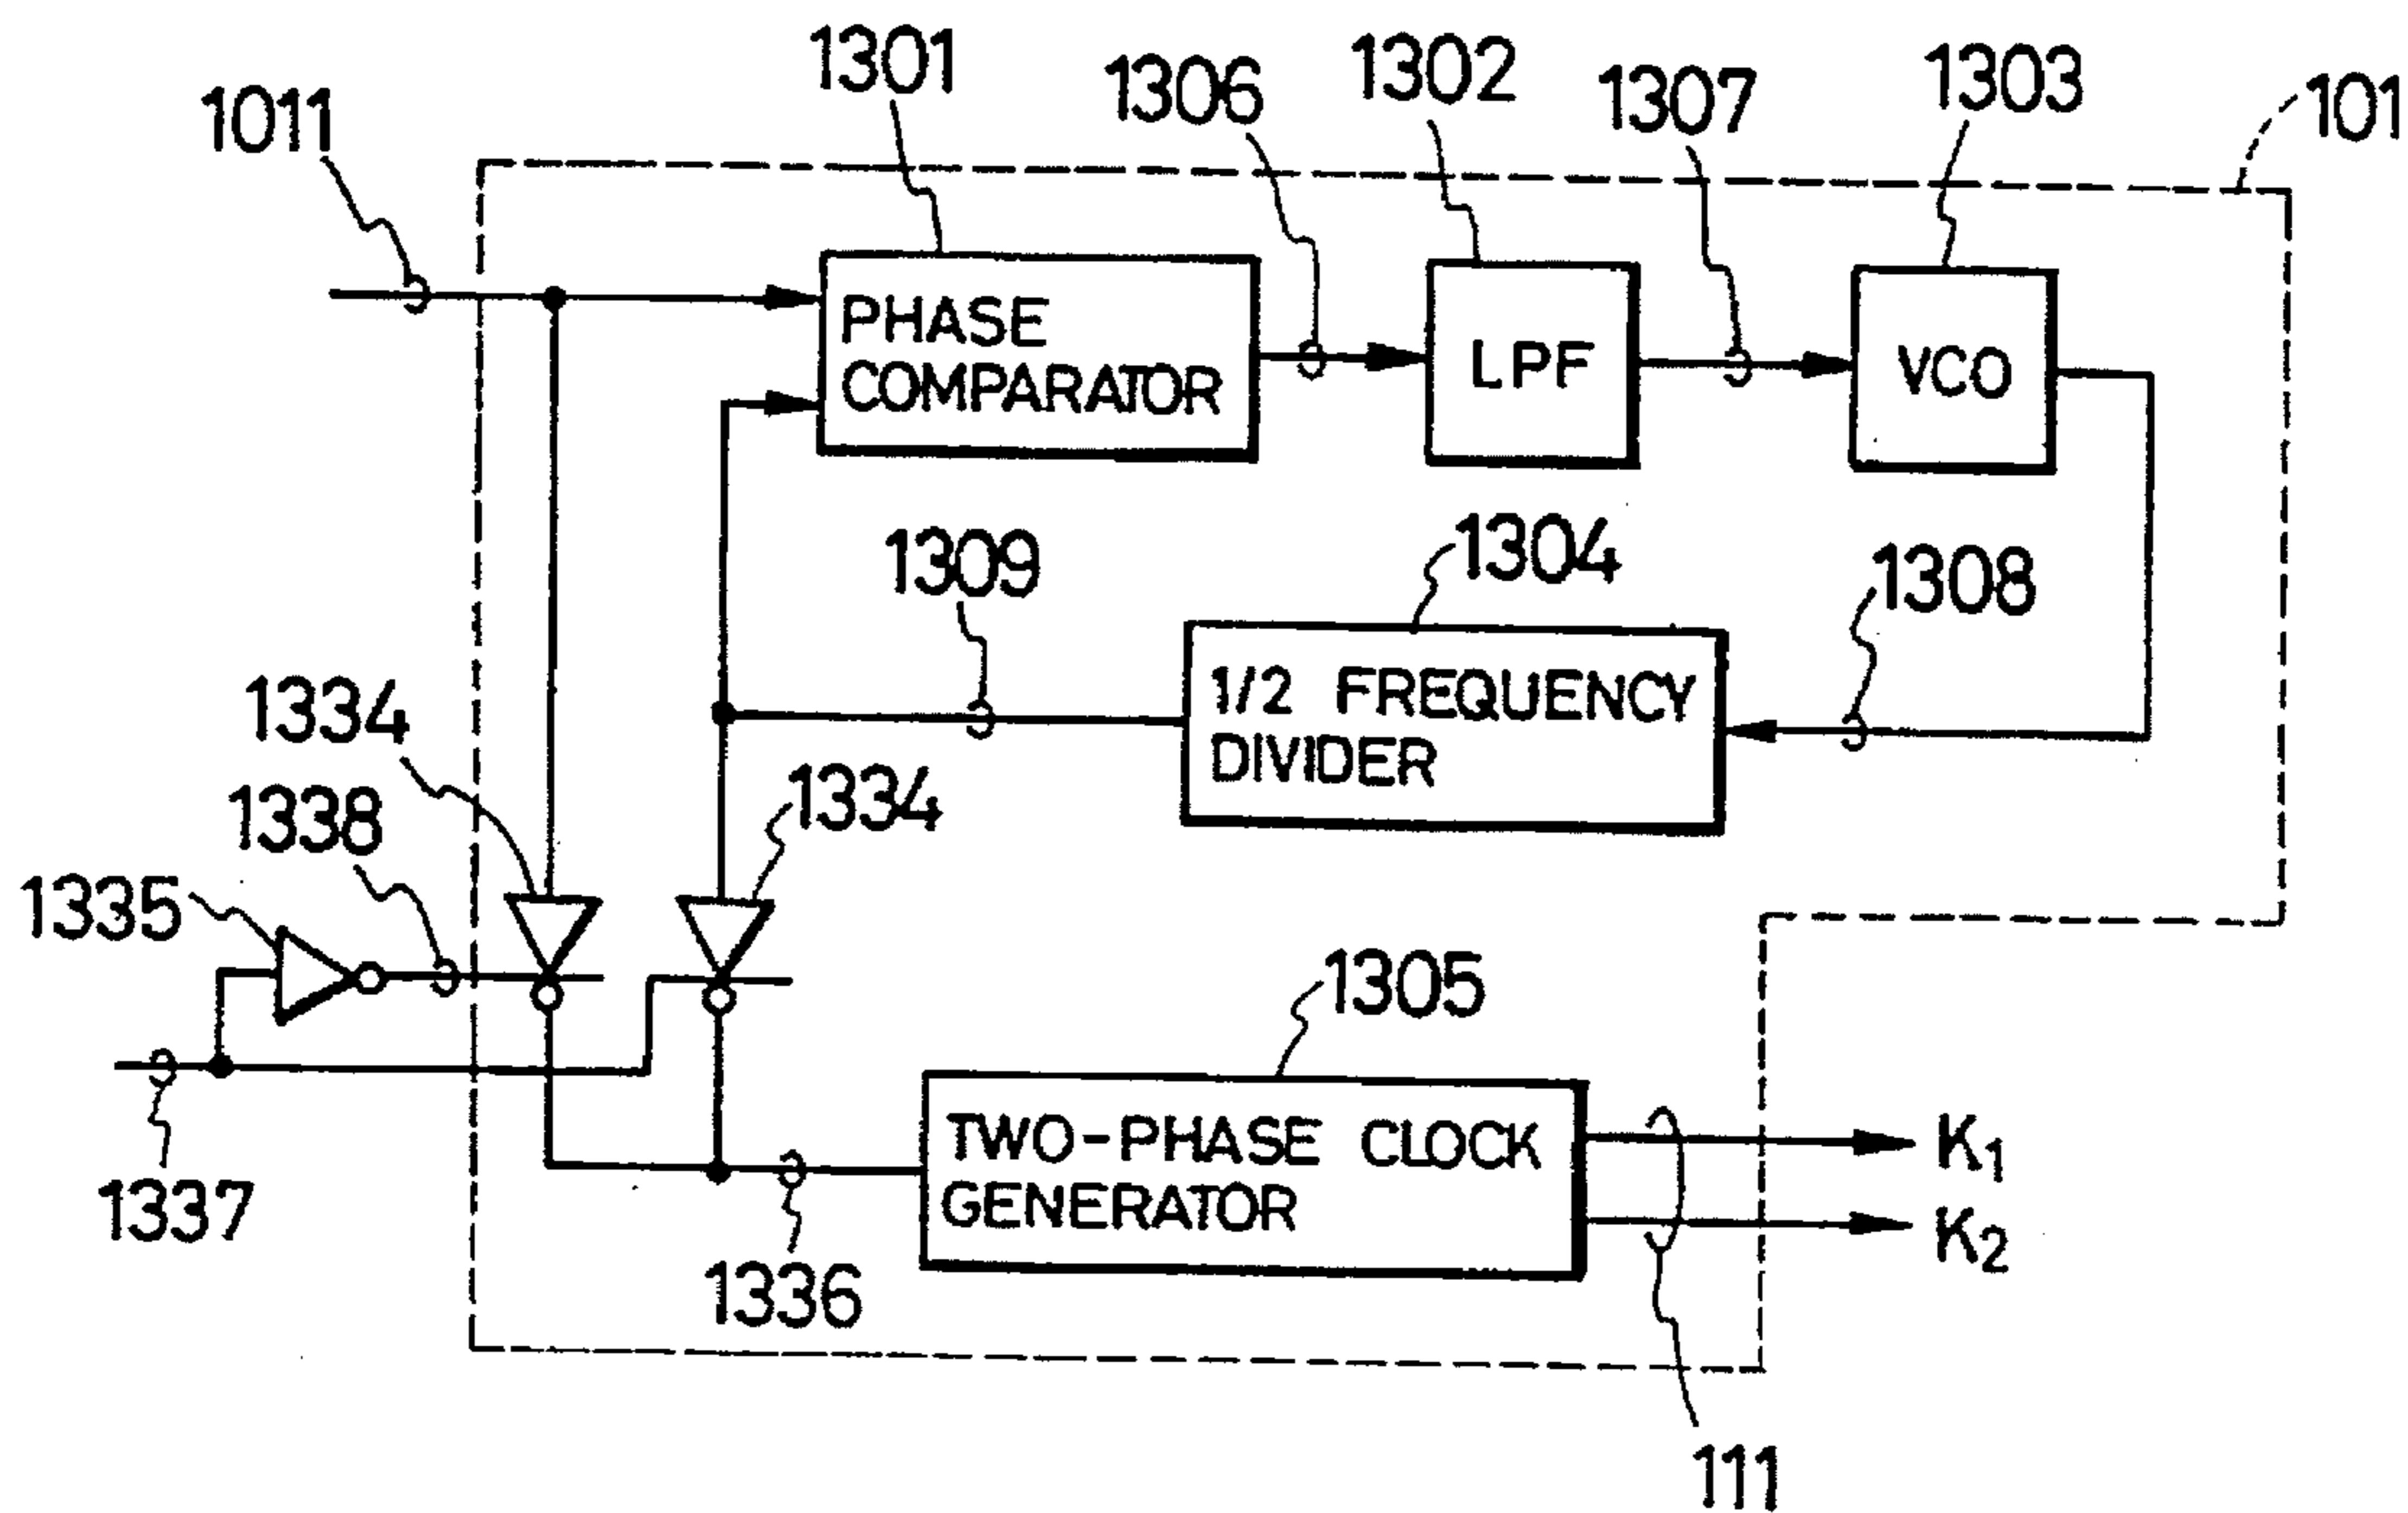 1301
1306
1302
1307
1303
101
1011
PHASE
COMPARATOR
LPF
VCO
1309
1304
1308
1/2 FREQUENCY
DIVIDER
1334
1338
1334
1335
1305
1337
TWO-PHASE CLOCK
GENERATOR
K1
K2
1336
111